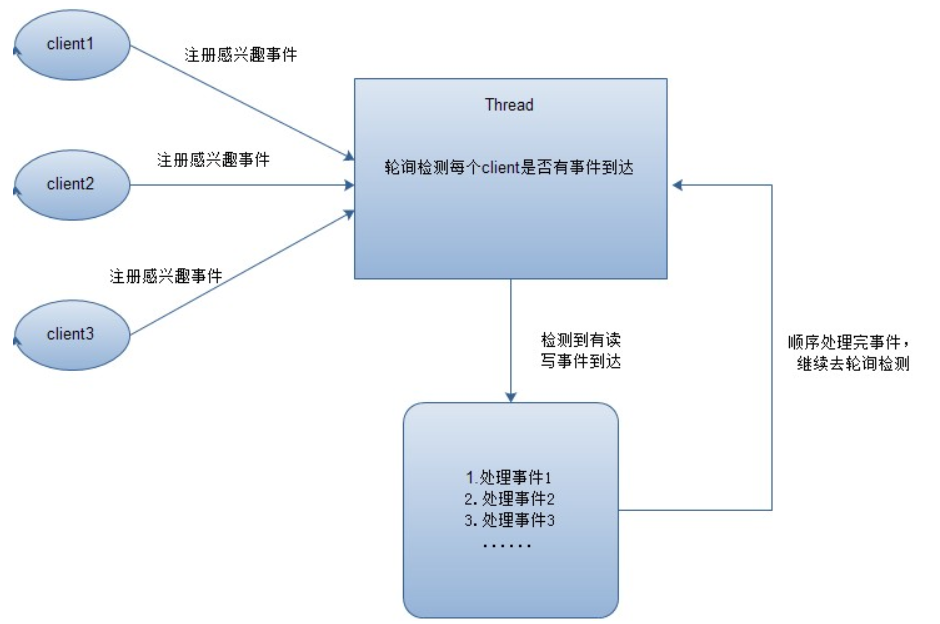 client1
注册感兴趣事件
Thread
client2
注册感兴趣事件
轮询检测每个client是否有事件到达
注册感兴趣事件
client3
检测到有读
写事件到达
顺序处理完事件，
继续去轮询检测
1.处理事件1
2. 处理事件2
3. 处理事件3
······